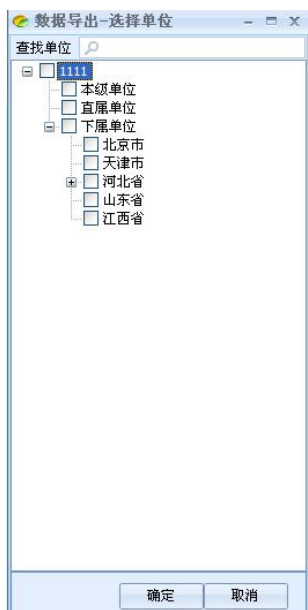 数据导出-选择单位
查找单位
1111
本级单位
直属单位
下属单位
北京市
天津市
河北省
山东省
江西省
确定 取消